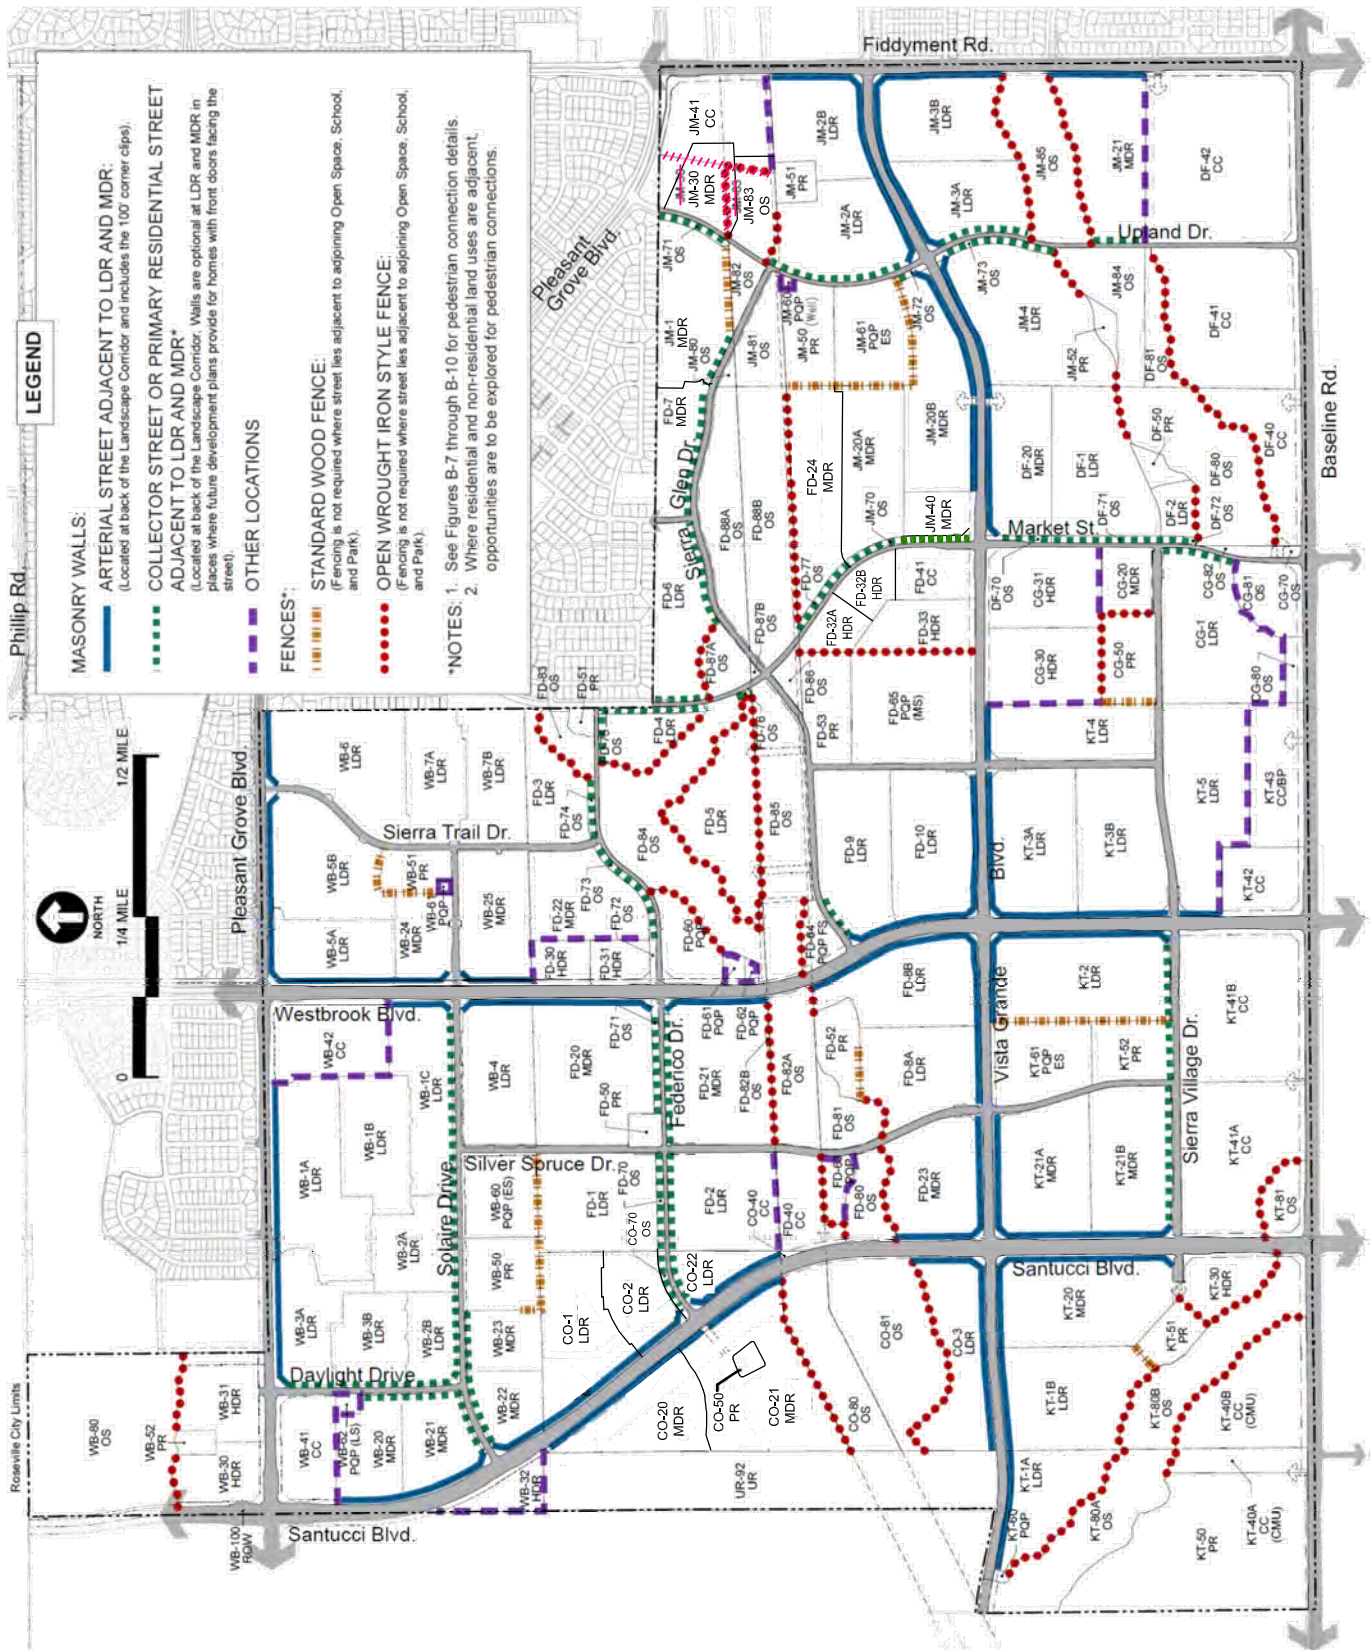 LEGEND
MASONRY WALLS:
ARTERIAL STREET ADJACENT TO LDR AND MDR:
(Located at back of the Landscape Corridor and includes the 100' corner clips).
COLLECTOR STREET OR PRIMARY RESIDENTIAL STREET
ADJACENT TO LDR AND MDR*
(Located at back of the Landscape Corridor. Walls are optional at LDR and MDR in
places where future development plans provide for homes with front doors facing the
street).
OTHER LOCATIONS
FENCES*:
STANDARD WOOD FENCE:
(Fencing is not required where street lies adjacent to adjoining Open Space, School,
and Park).
OPEN WROUGHT IRON STYLE FENCE:
(Fencing is not required where street lies adjacent to adjoining Open Space, School,
and Park).
*NOTES: 1. See Figures B-7 through B-10 for pedestrian connection details.
2. Where residential and non-residential land uses are adjacent,
opportunities are to be explored for pedestrian connections.
NORTH
0
1/4 MILE
1/2 MILE
Roseville City Limits
Phillip Rd.
Fiddyment Rd.
Pleasant Grove Blvd.
Pleasant
Grove Blvd.
Westbrook Blvd.
Santucci Blvd.
Santucci Blvd.
Daylight Drive
Solaire Drive
Silver Spruce Dr.
Federico Dr.
Sierra Trail Dr.
Sierra Glen Dr.
Vista Grande
Blvd.
Sierra Village Dr.
Market St.
Upland Dr.
Baseline Rd.
WB-80
OS
WB-52
PR
WB-31
HDR
WB-30
HDR
WB-100
ROW
WB-41
CC
WB-62
PQP (LS)
WB-20
MDR
WB-21
MDR
WB-22
MDR
WB-23
MDR
WB-32
HDR
WB-3A
LDR
WB-3B
LDR
WB-2B
LDR
WB-2A
LDR
WB-1A
LDR
WB-1B
LDR
WB-1C
LDR
WB-42
CC
WB-50
PR
WB-60
PQP (ES)
WB-4
LDR
WB-5A
LDR
WB-5B
LDR
WB-24
MDR
WB-51
PR
WB-61
PQP
WB-25
MDR
WB-6
LDR
WB-7A
LDR
WB-7B
LDR
FD-1
LDR
FD-70
OS
FD-2
LDR
FD-20
MDR
FD-50
PR
FD-71
OS
FD-21
MDR
FD-61
PQP
FD-62
PQP
FD-82B
OS
FD-82A
OS
FD-40
CC
FD-80
OS
FD-81
OS
FD-52
PR
FD-8A
LDR
FD-8B
LDR
FD-23
MDR
FD-30
HDR
FD-31
HDR
FD-22
MDR
FD-72
OS
FD-73
OS
FD-74
OS
FD-3
LDR
FD-83
OS
FD-51
PR
FD-4
LDR
FD-84
OS
FD-5
LDR
FD-60
PQP
FD-85
OS
FD-76
OS
FD-64
PQP FS
FD-9
LDR
FD-10
LDR
FD-53
PR
FD-86
OS
FD-65
PQP
(MS)
FD-87A
OS
FD-87B
OS
FD-6
LDR
FD-7
MDR
FD-88A
OS
FD-88B
OS
FD-77
OS
FD-24
MDR
FD-32A
HDR
FD-32B
HDR
FD-33
HDR
FD-41
CC
CO-1
LDR
CO-2
LDR
CO-22
LDR
CO-70
OS
CO-40
CC
CO-20
MDR
CO-50
PR
CO-21
MDR
CO-80
OS
CO-81
OS
CO-3
LDR
UR-92
UR
JM-41
CC
JM-30
MDR
JM-83
OS
JM-71
OS
JM-82
OS
JM-1
MDR
JM-80
OS
JM-81
OS
JM-60
PQP
(Well)
JM-50
PR
JM-61
PQP
ES
JM-72
OS
JM-51
PR
JM-2A
LDR
JM-2B
LDR
JM-3A
LDR
JM-3B
LDR
JM-85
OS
JM-21
MDR
JM-73
OS
JM-4
LDR
JM-52
PR
JM-84
OS
JM-20A
MDR
JM-20B
MDR
JM-70
OS
JM-40
MDR
DF-42
CC
DF-41
CC
DF-81
OS
DF-50
PR
DF-80
OS
DF-40
CC
DF-20
MDR
DF-1
LDR
DF-2
LDR
DF-70
OS
DF-71
OS
DF-72
OS
CG-31
HDR
CG-30
HDR
CG-20
MDR
CG-50
PR
CG-1
LDR
CG-82
OS
CG-81
OS
CG-70
OS
CG-80
OS
KT-4
LDR
KT-5
LDR
KT-43
CC/BP
KT-42
CC
KT-3A
LDR
KT-3B
LDR
KT-2
LDR
KT-61
PQP
ES
KT-52
PR
KT-41B
CC
KT-41A
CC
KT-21A
MDR
KT-21B
MDR
KT-81
OS
KT-20
MDR
KT-30
HDR
KT-51
PR
KT-1B
LDR
KT-1A
LDR
KT-80B
OS
KT-80A
OS
KT-40B
CC
(CMU)
KT-40A
CC
(CMU)
KT-50
PR
KT-60
PQP